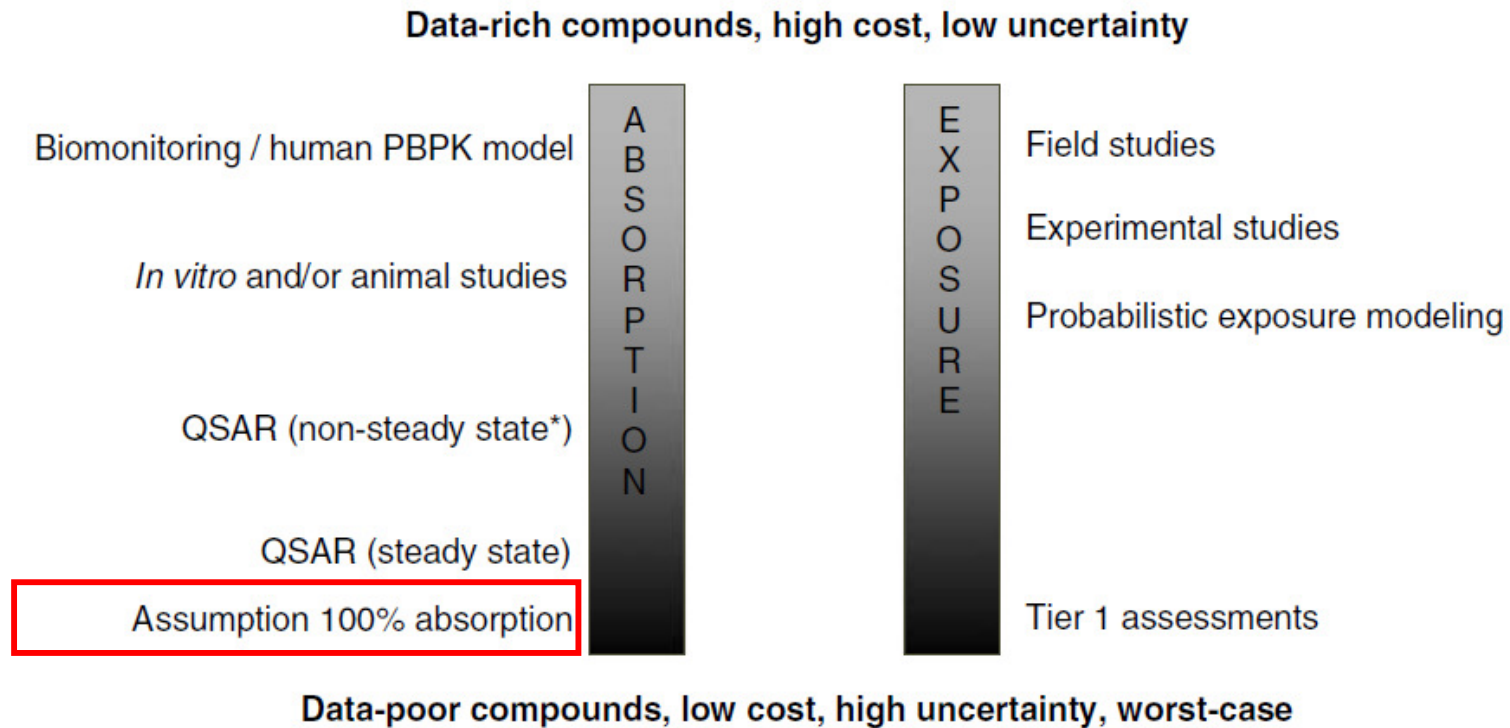 Data-rich compounds, high cost, low uncertainty
Biomonitoring / human PBPK model
In vitro and/or animal studies
QSAR (non-steady state*)
QSAR (steady state)
Assumption 100% absorption
A
B
S
O
R
P
T
I
O
N
E
X
P
O
S
U
R
E
Field studies
Experimental studies
Probabilistic exposure modeling
Tier 1 assessments
Data-poor compounds, low cost, high uncertainty, worst-case